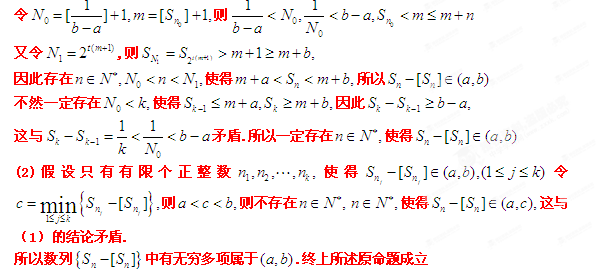 令 $N_0=[\frac{1}{b-a}]+1, m=[S_{n_0}]+1$,则 $\frac{1}{b-a}<N_0, \frac{1}{N_0}<b-a, S_{n_0}<m\le m+n$
又令 $N_1=2^{t(m+1)}$, 则 $S_{N_1}=S_{2^{t(m+1)}}>m+1\ge m+b$,
因此存在 $n\in N^*, N_0<n<N_1$, 使得 $m+a<S_n<m+b$, 所以 $S_n-[S_n]\in(a,b)$
不然一定存在 $N_0<k$, 使得 $S_{k-1}\le m+a, S_k\ge m+b$, 因此 $S_k-S_{k-1}\ge b-a$,
这与 $S_k-S_{k-1}=\frac{1}{k}<\frac{1}{N_0}<b-a$ 矛盾. 所以一定存在 $n\in N^*$, 使得 $S_n-[S_n]\in(a,b)$
(2) 假设只有有限个正整数 $n_1,n_2,\cdots,n_k$, 使得 $S_{n_j}-[S_{n_j}]\in(a,b),(1\le j\le k)$ 令
$c=\min_{1\le j\le k}\{S_{n_j}-[S_{n_j}]\}$,则 $a<c<b$, 则不存在 $n\in N^*$, $n\in N^*$, 使得 $S_n-[S_n]\in(a,c)$, 这与
(1) 的结论矛盾.
所以数列 $\{S_n-[S_n]\}$ 中有无穷多项属于 $(a,b)$. 终上所述原命题成立